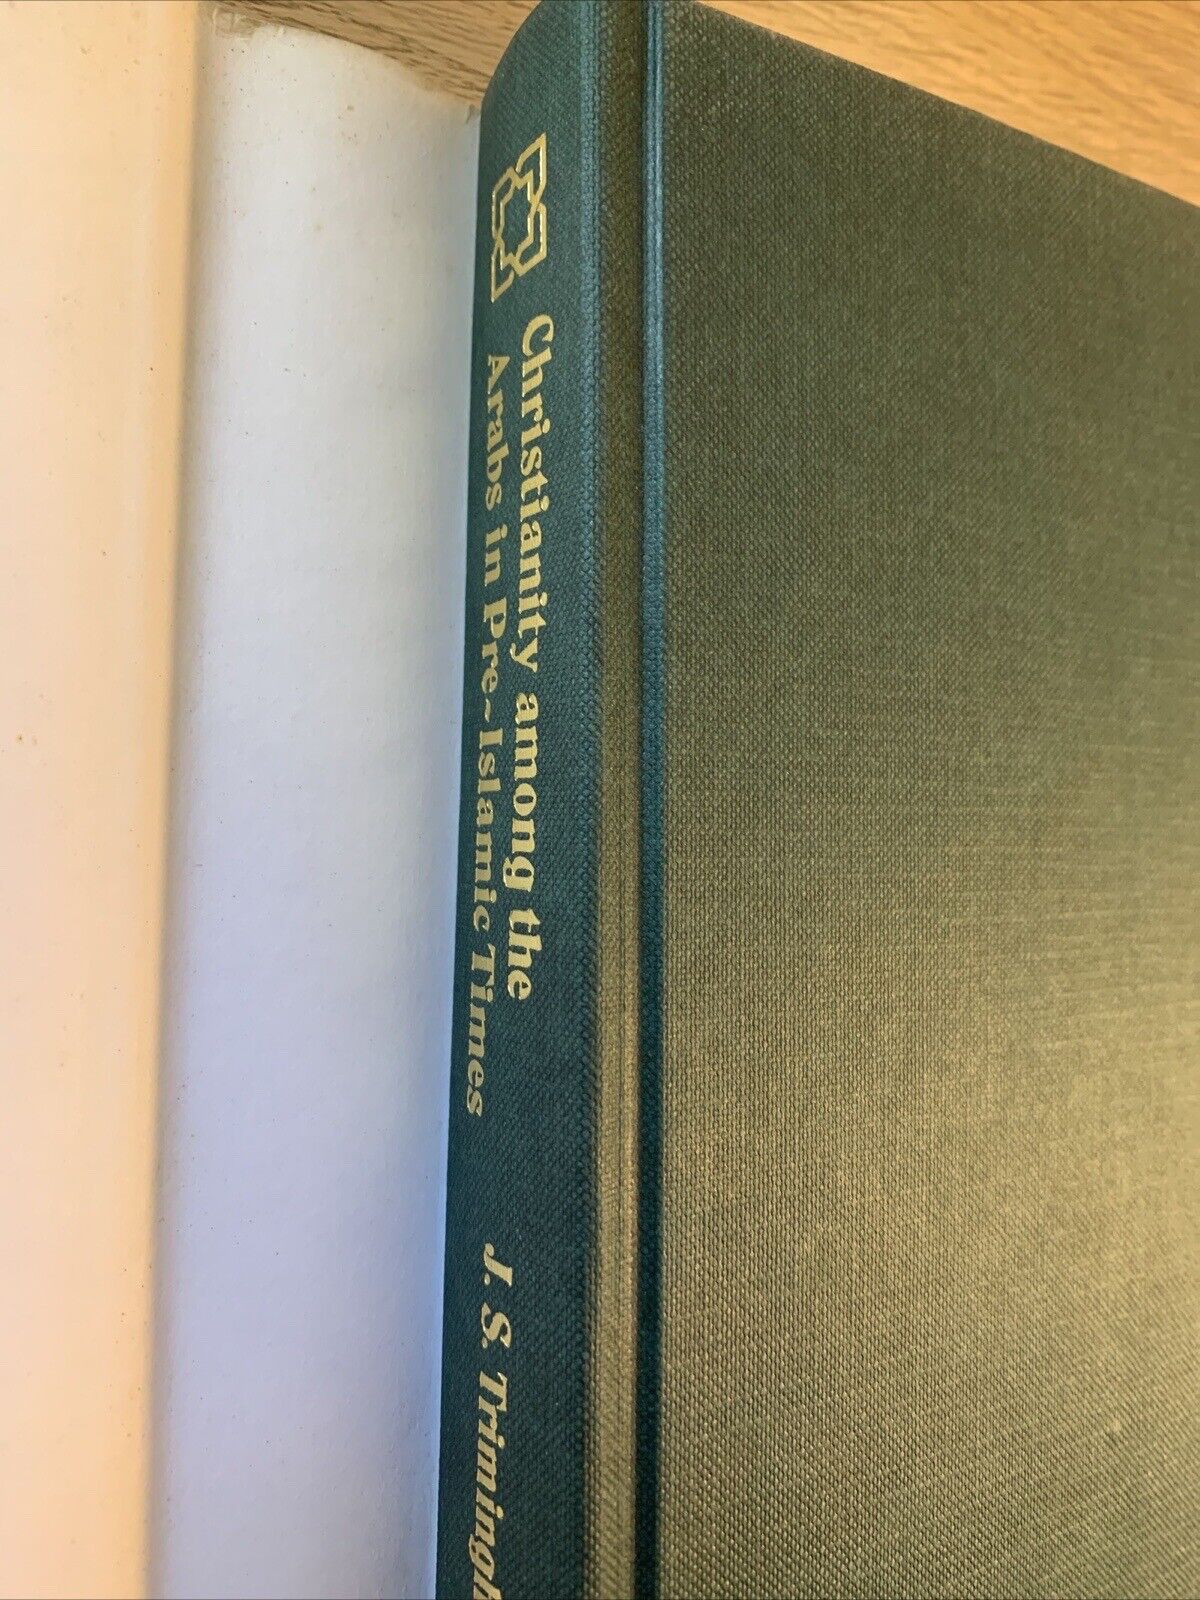 Christianity among the
Arabs in Pre-Islamic Times
J. S. Trimingh